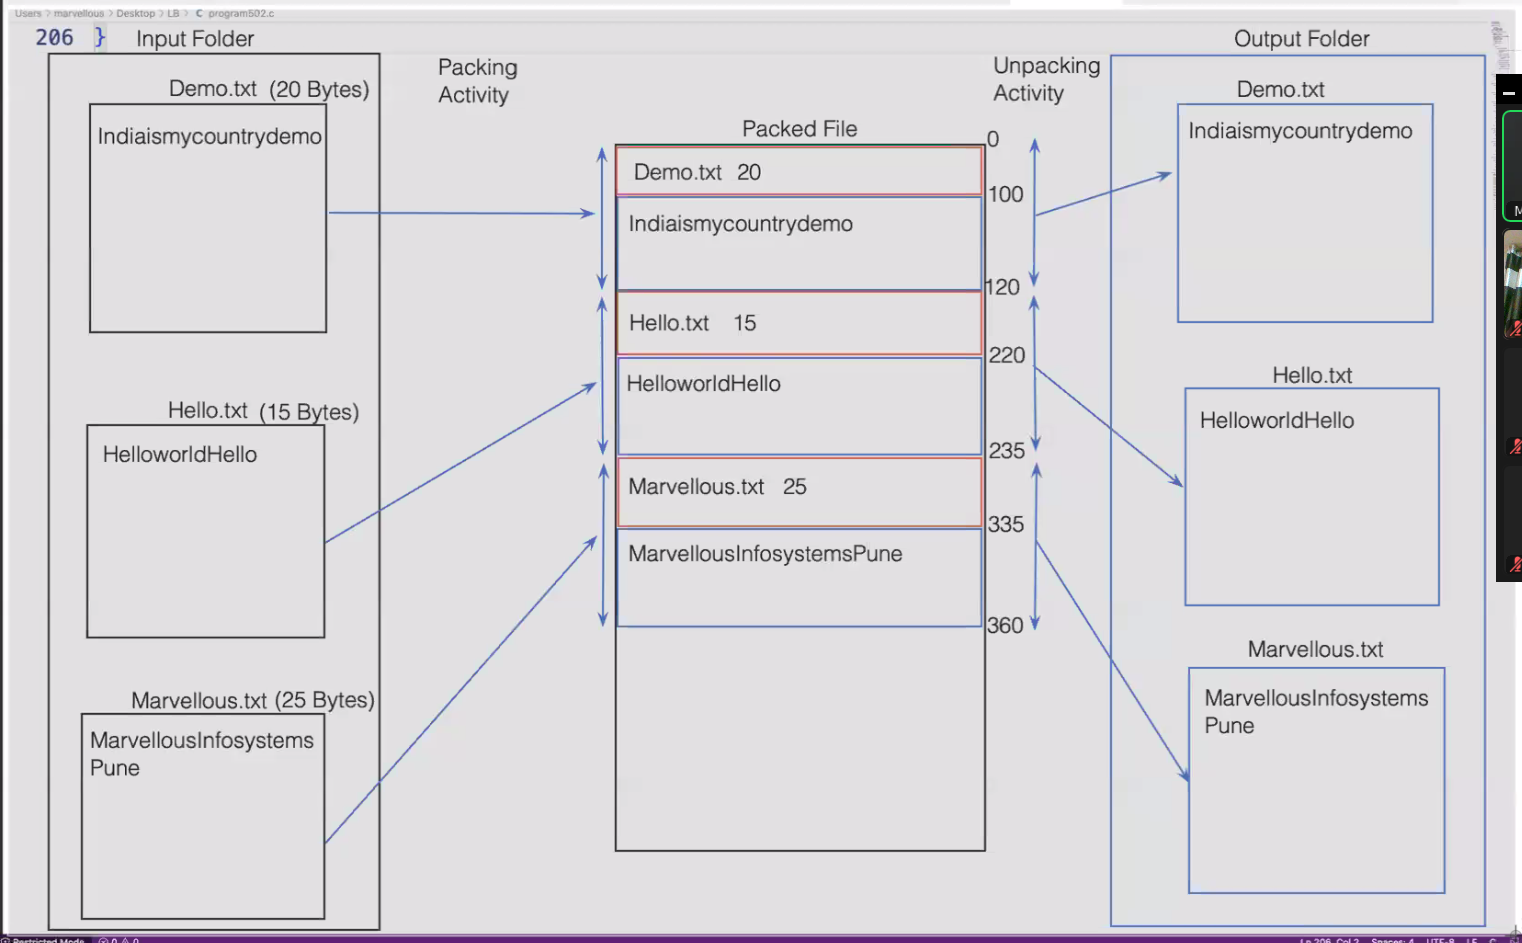 Users > marvellous > Desktop > LB > C program502.c
206 }
Input Folder
Demo.txt (20 Bytes)
Indiaismycountrydemo
Hello.txt (15 Bytes)
HelloworldHello
Marvellous.txt (25 Bytes)
MarvellousInfosystems
Pune
Packing
Activity
Packed File
Demo.txt 20
Indiaismycountrydemo
Hello.txt 15
HelloworldHello
Marvellous.txt 25
MarvellousInfosystemsPune
0
100
120
220
235
335
360
Unpacking
Activity
Output Folder
Demo.txt
Indiaismycountrydemo
Hello.txt
HelloworldHello
Marvellous.txt
MarvellousInfosystems
Pune
M
Restricted Mode 0 0
Ln 206, Col 2 Spaces: 4 UTF-8 LF C